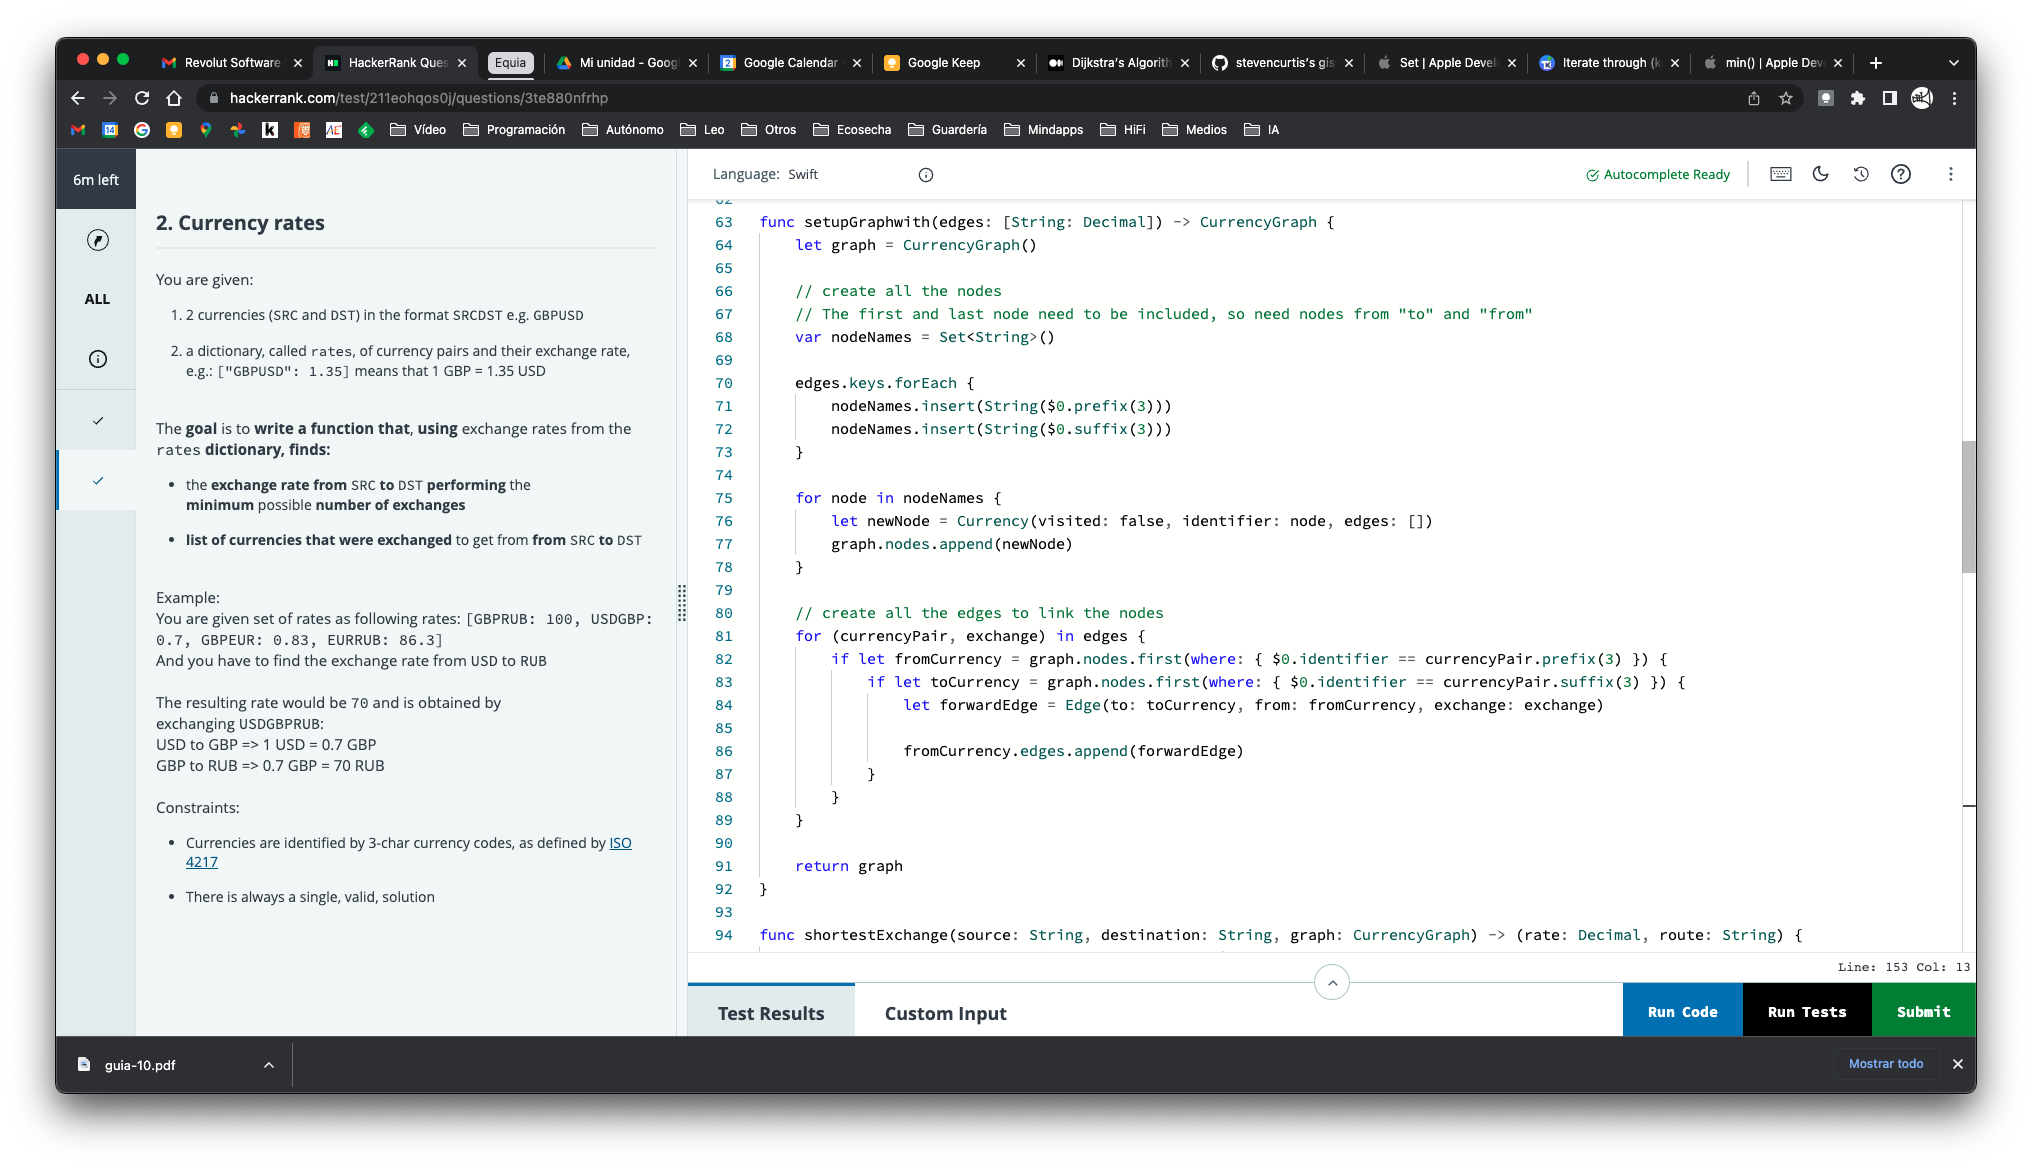 Revolut Software
HackerRank Ques
Equia
Mi unidad - Goog
Google Calendar
Google Keep
Dijkstra's Algorith
stevencurtis's gis
Set | Apple Devel
Iterate through (k
min() | Apple Dev
hackerrank.com/test/211eohqos0j/questions/3te880nfrhp
Vídeo
Programación
Autónomo
Leo
Otros
Ecosecha
Guardería
Mindapps
HiFi
Medios
IA
6m left
ALL
2. Currency rates
You are given:
1. 2 currencies (SRC and DST) in the format SRCDST e.g. GBPUSD
2. a dictionary, called rates, of currency pairs and their exchange rate,
e.g.: ["GBPUSD": 1.35] means that 1 GBP = 1.35 USD
The goal is to write a function that, using exchange rates from the
rates dictionary, finds:
• the exchange rate from SRC to DST performing the
minimum possible number of exchanges
• list of currencies that were exchanged to get from from SRC to DST
Example:
You are given set of rates as following rates: [GBPRUB: 100, USDGBP:
0.7, GBPEUR: 0.83, EURRUB: 86.3]
And you have to find the exchange rate from USD to RUB
The resulting rate would be 70 and is obtained by
exchanging USDGBPRUB:
USD to GBP => 1 USD = 0.7 GBP
GBP to RUB => 0.7 GBP = 70 RUB
Constraints:
• Currencies are identified by 3-char currency codes, as defined by ISO
4217
• There is always a single, valid, solution
Language: Swift
Autocomplete Ready
62
63 func setupGraphwith(edges: [String: Decimal]) -> CurrencyGraph {
64 let graph = CurrencyGraph()
65
66 // create all the nodes
67 // The first and last node need to be included, so need nodes from "to" and "from"
68 var nodeNames = Set<String>()
69
70 edges.keys.forEach {
71 nodeNames.insert(String($0.prefix(3)))
72 nodeNames.insert(String($0.suffix(3)))
73 }
74
75 for node in nodeNames {
76 let newNode = Currency(visited: false, identifier: node, edges: [])
77 graph.nodes.append(newNode)
78 }
79
80 // create all the edges to link the nodes
81 for (currencyPair, exchange) in edges {
82 if let fromCurrency = graph.nodes.first(where: { $0.identifier == currencyPair.prefix(3) }) {
83 if let toCurrency = graph.nodes.first(where: { $0.identifier == currencyPair.suffix(3) }) {
84 let forwardEdge = Edge(to: toCurrency, from: fromCurrency, exchange: exchange)
85
86 fromCurrency.edges.append(forwardEdge)
87 }
88 }
89 }
90
91 return graph
92 }
93
94 func shortestExchange(source: String, destination: String, graph: CurrencyGraph) -> (rate: Decimal, route: String) {
Line: 153 Col: 13
Test Results
Custom Input
Run Code
Run Tests
Submit
guia-10.pdf
Mostrar todo